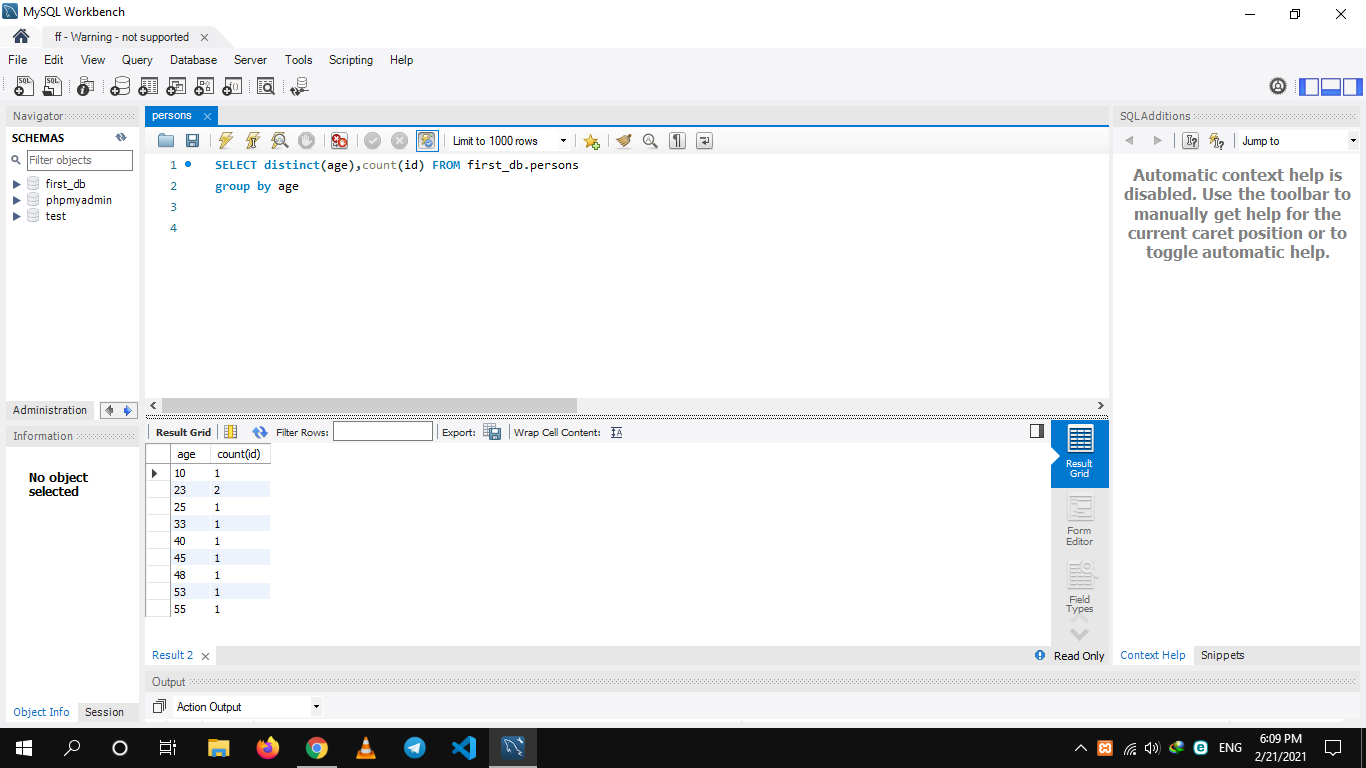 MySQL Workbench
ff - Warning - not supported
File Edit View Query Database Server Tools Scripting Help
Navigator
SCHEMAS
Filter objects
first_db
phpmyadmin
test
Administration
Information
No object
selected
Object Info Session
persons
Limit to 1000 rows
1 SELECT distinct(age),count(id) FROM first_db.persons
2 group by age
3
4
Result Grid Filter Rows: Export: Wrap Cell Content:
age count(id)
10 1
23 2
25 1
33 1
40 1
45 1
48 1
53 1
55 1
Result
Grid
Form
Editor
Field
Types
Result 2
Read Only
Output
Action Output
SQLAdditions
Jump to
Automatic context help is
disabled. Use the toolbar to
manually get help for the
current caret position or to
toggle automatic help.
Context Help Snippets
ENG
6:09 PM
2/21/2021